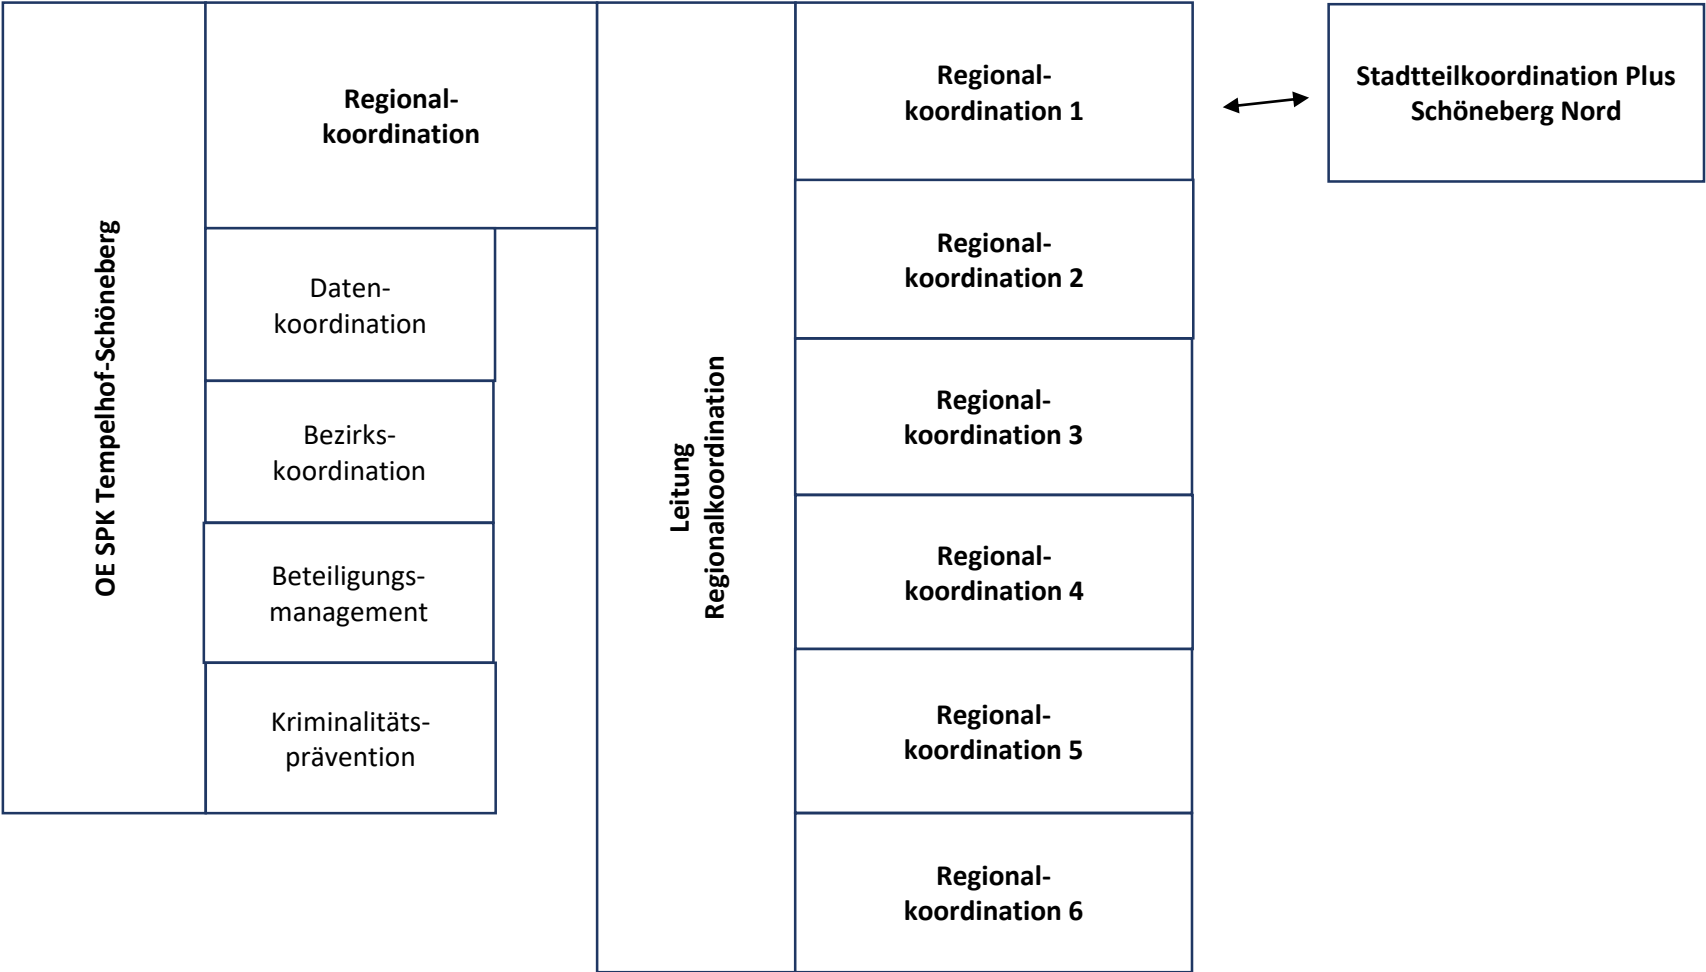 OE SPK Tempelhof-Schöneberg
Regional-
koordination
Daten-
koordination
Bezirks-
koordination
Beteiligungs-
management
Kriminalitäts-
prävention
Leitung
Regionalkoordination
Regional-
koordination 1
Regional-
koordination 2
Regional-
koordination 3
Regional-
koordination 4
Regional-
koordination 5
Regional-
koordination 6
Stadtteilkoordination Plus
Schöneberg Nord